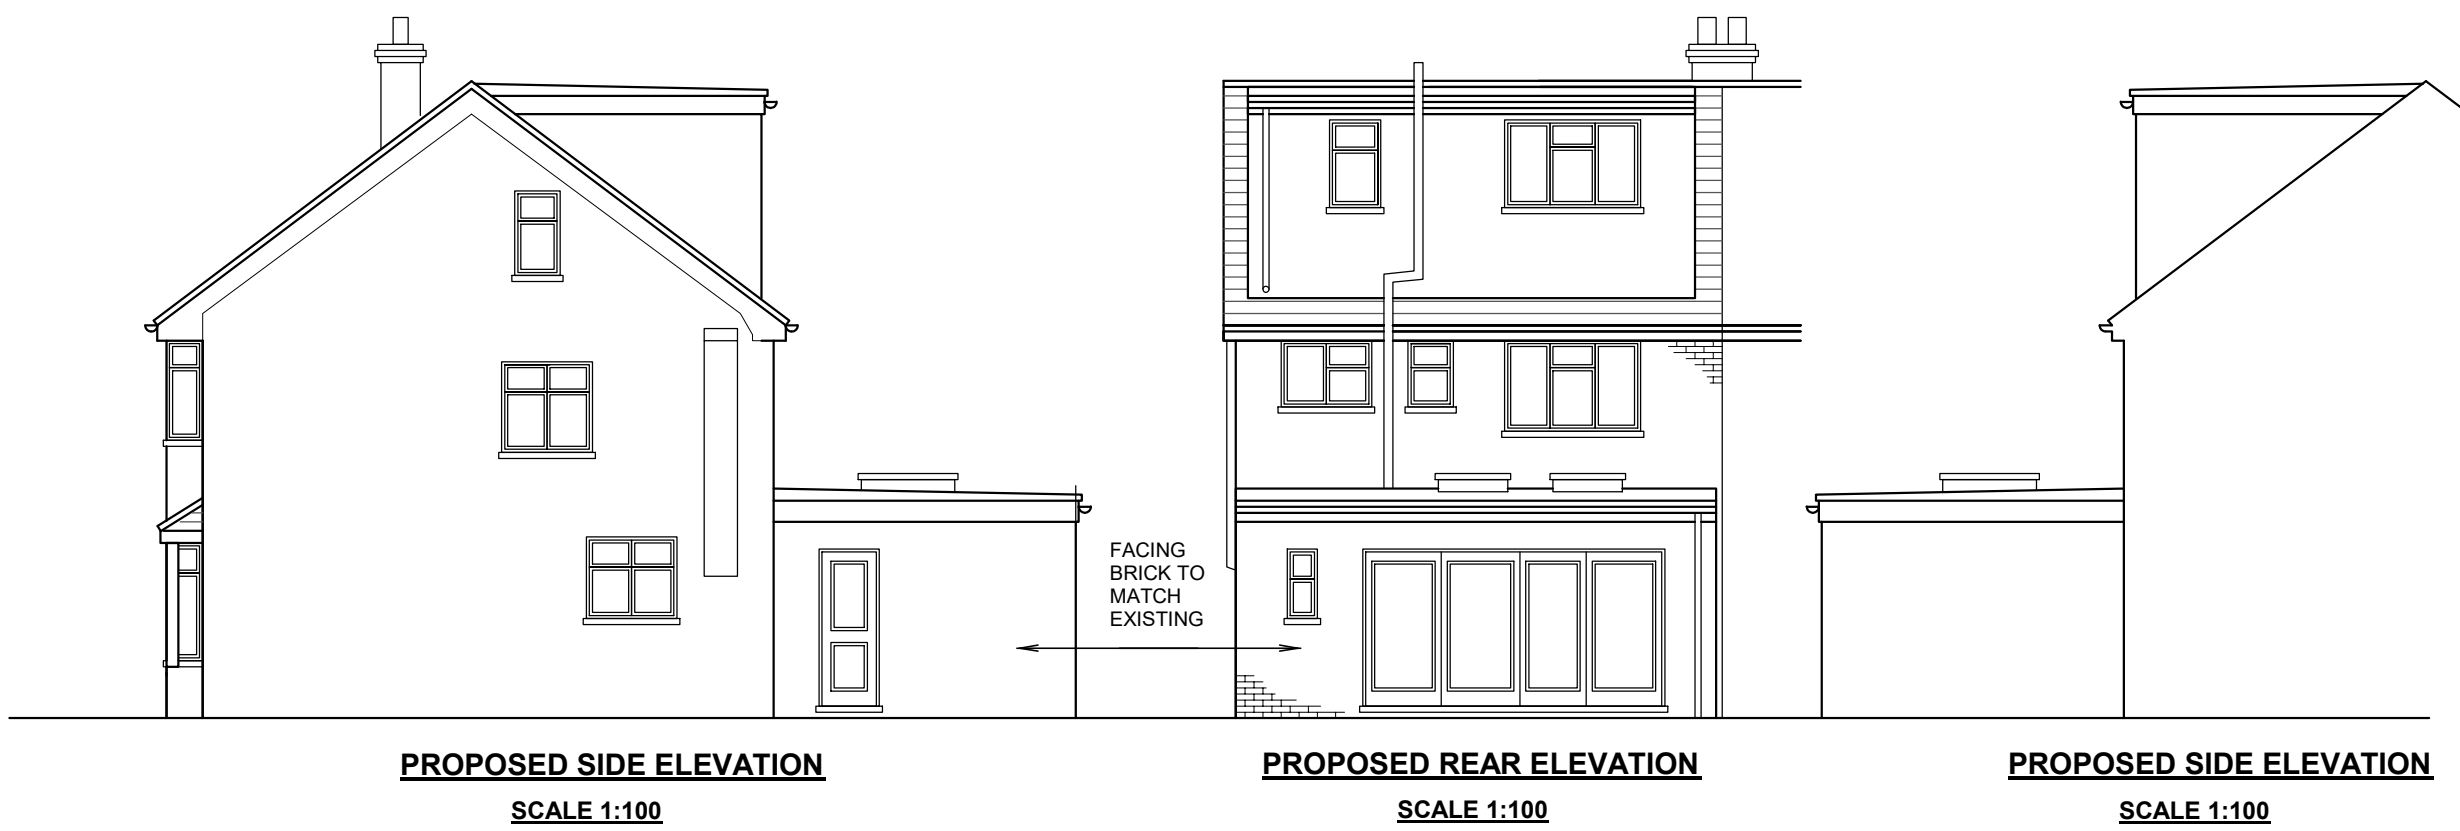 FACING
BRICK TO
MATCH
EXISTING
PROPOSED SIDE ELEVATION
SCALE 1:100
PROPOSED REAR ELEVATION
SCALE 1:100
PROPOSED SIDE ELEVATION
SCALE 1:100